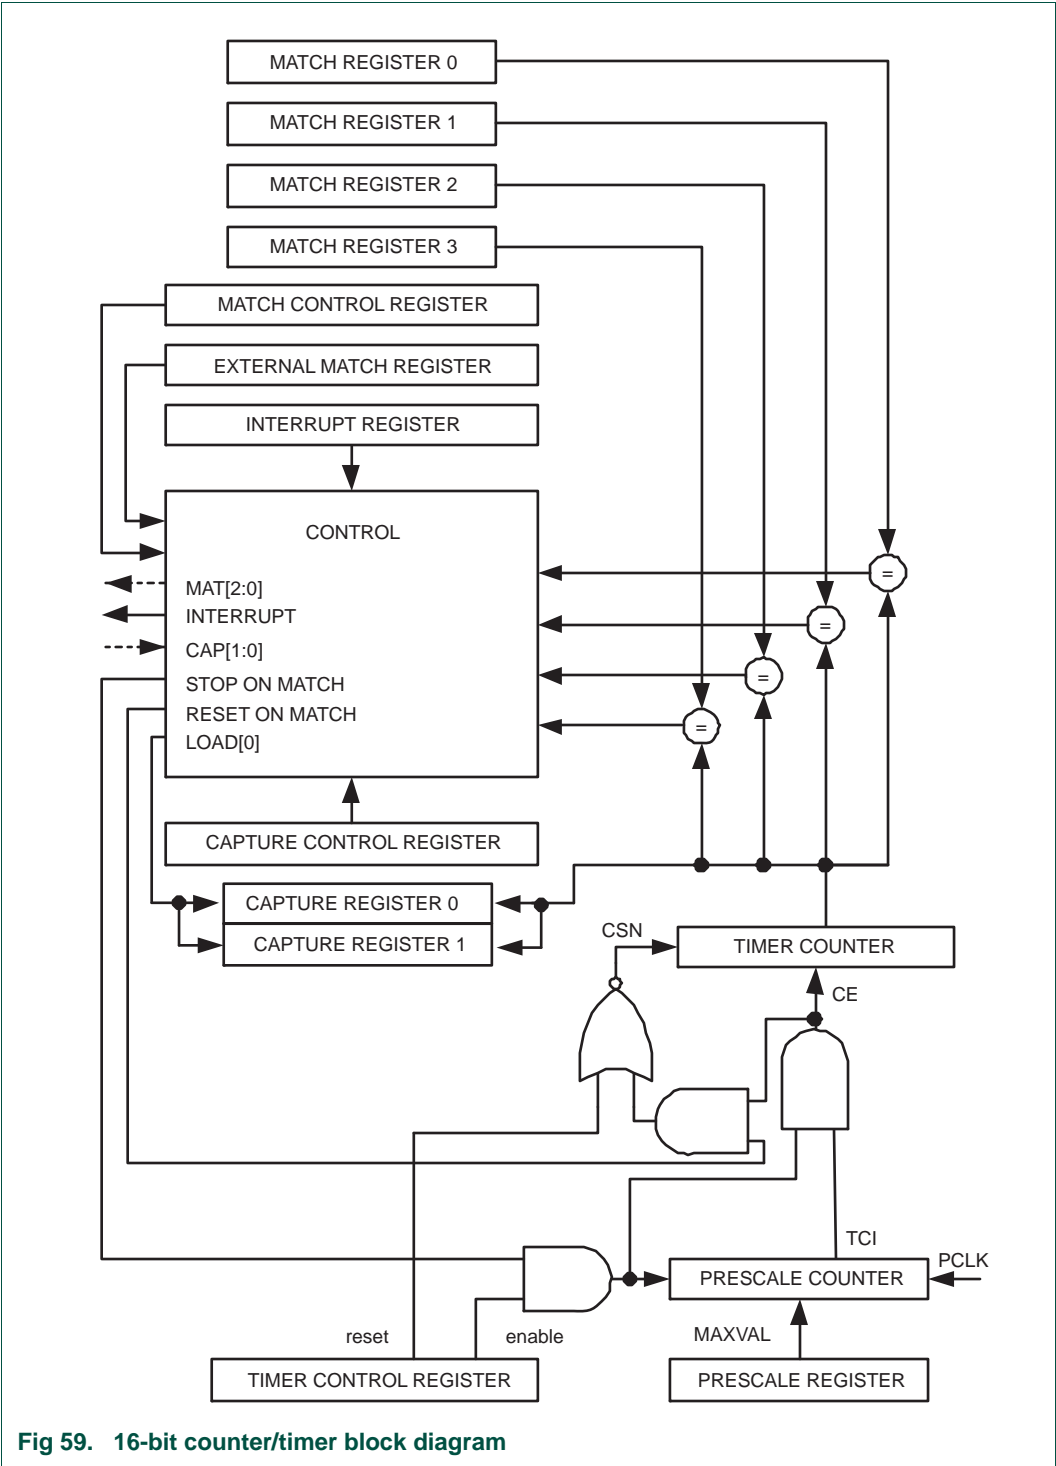 MATCH REGISTER 0
MATCH REGISTER 1
MATCH REGISTER 2
MATCH REGISTER 3
MATCH CONTROL REGISTER
EXTERNAL MATCH REGISTER
INTERRUPT REGISTER
CONTROL
=
MAT[2:0]
INTERRUPT
=
CAP[1:0]
=
STOP ON MATCH
RESET ON MATCH
=
LOAD[0]
CAPTURE CONTROL REGISTER
CAPTURE REGISTER 0
CAPTURE REGISTER 1
CSN
TIMER COUNTER
CE
TCI
PCLK
PRESCALE COUNTER
reset
enable
MAXVAL
TIMER CONTROL REGISTER
PRESCALE REGISTER
Fig 59. 16-bit counter/timer block diagram